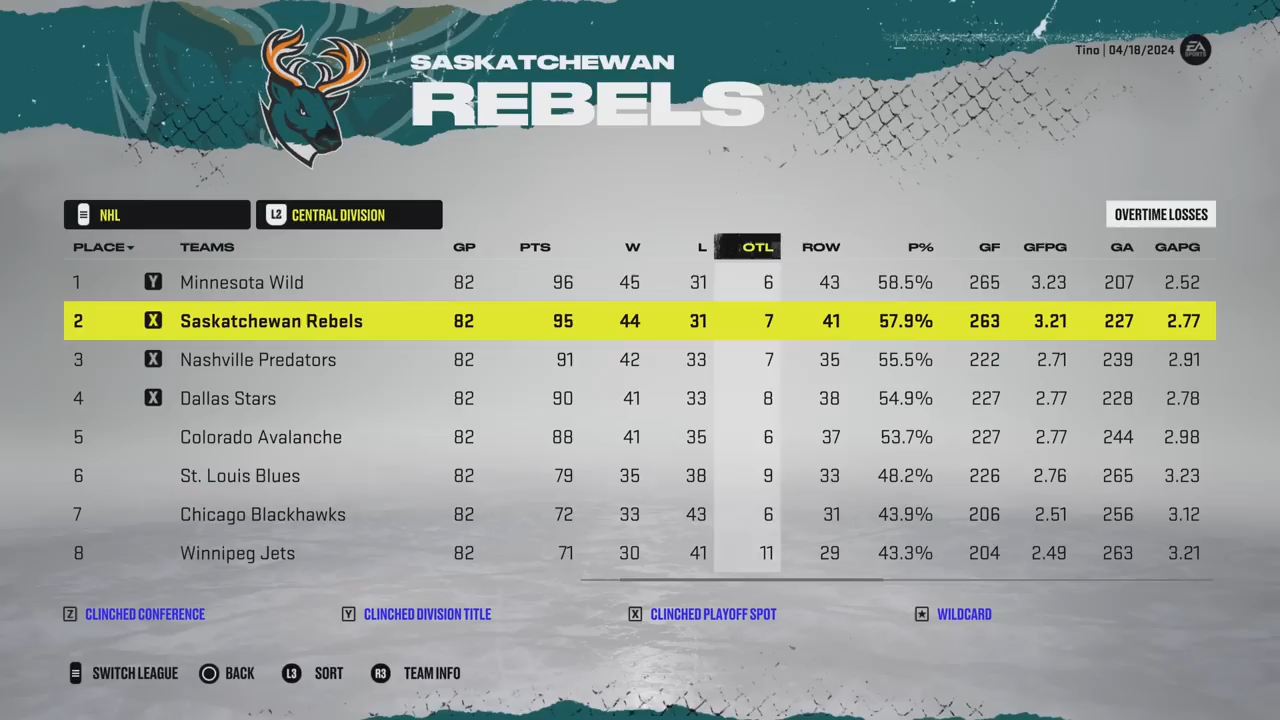 SASKATCHEWAN
REBELS
Tino | 04/18/2024 EA SPORTS
NHL L2 CENTRAL DIVISION OVERTIME LOSSES
PLACE TEAMS GP PTS W L OTL ROW P% GF GFPG GA GAPG
1 Y Minnesota Wild 82 96 45 31 6 43 58.5% 265 3.23 207 2.52
2 X Saskatchewan Rebels 82 95 44 31 7 41 57.9% 263 3.21 227 2.77
3 X Nashville Predators 82 91 42 33 7 35 55.5% 222 2.71 239 2.91
4 X Dallas Stars 82 90 41 33 8 38 54.9% 227 2.77 228 2.78
5 Colorado Avalanche 82 88 41 35 6 37 53.7% 227 2.77 244 2.98
6 St. Louis Blues 82 79 35 38 9 33 48.2% 226 2.76 265 3.23
7 Chicago Blackhawks 82 72 33 43 6 31 43.9% 206 2.51 256 3.12
8 Winnipeg Jets 82 71 30 41 11 29 43.3% 204 2.49 263 3.21
Z CLINCHED CONFERENCE Y CLINCHED DIVISION TITLE X CLINCHED PLAYOFF SPOT ★ WILDCARD
SWITCH LEAGUE BACK L3 SORT R3 TEAM INFO